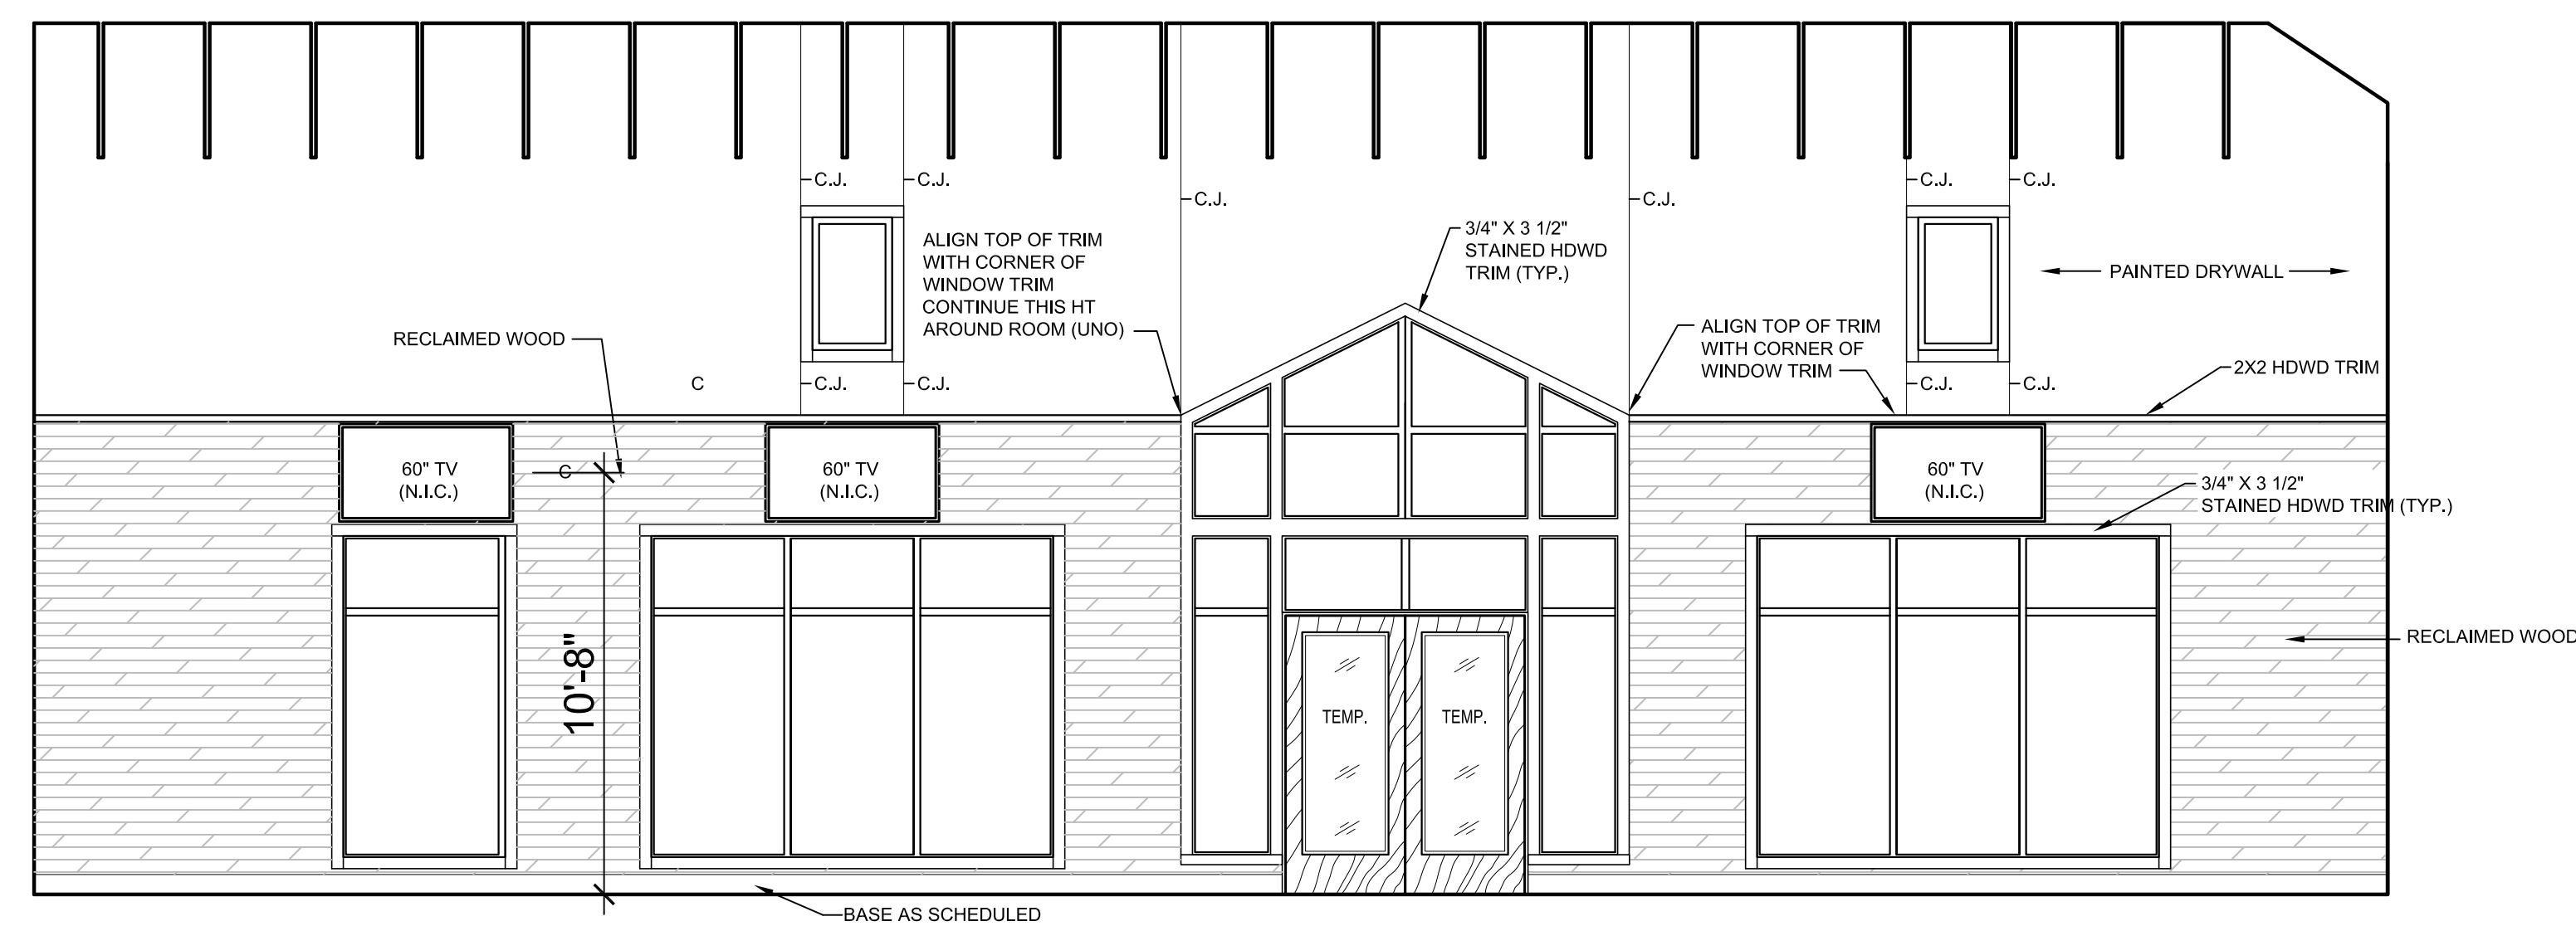 C.J.
C.J.
C.J.
C.J.
C.J.
C.J.
ALIGN TOP OF TRIM
WITH CORNER OF
WINDOW TRIM
CONTINUE THIS HT
AROUND ROOM (UNO)
3/4" X 3 1/2"
STAINED HDWD
TRIM (TYP.)
PAINTED DRYWALL
RECLAIMED WOOD
ALIGN TOP OF TRIM
WITH CORNER OF
WINDOW TRIM
2X2 HDWD TRIM
C
C.J.
C.J.
C.J.
C.J.
60" TV
(N.I.C.)
C
60" TV
(N.I.C.)
60" TV
(N.I.C.)
3/4" X 3 1/2"
STAINED HDWD TRIM (TYP.)
10'-8"
RECLAIMED WOOD
TEMP.
TEMP.
BASE AS SCHEDULED